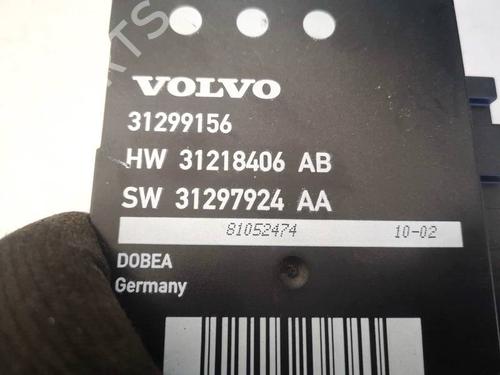 VOLVO
31299156
HW 31218406 AB
SW 31297924 AA
81052474 10-02
DOBEA
Germany